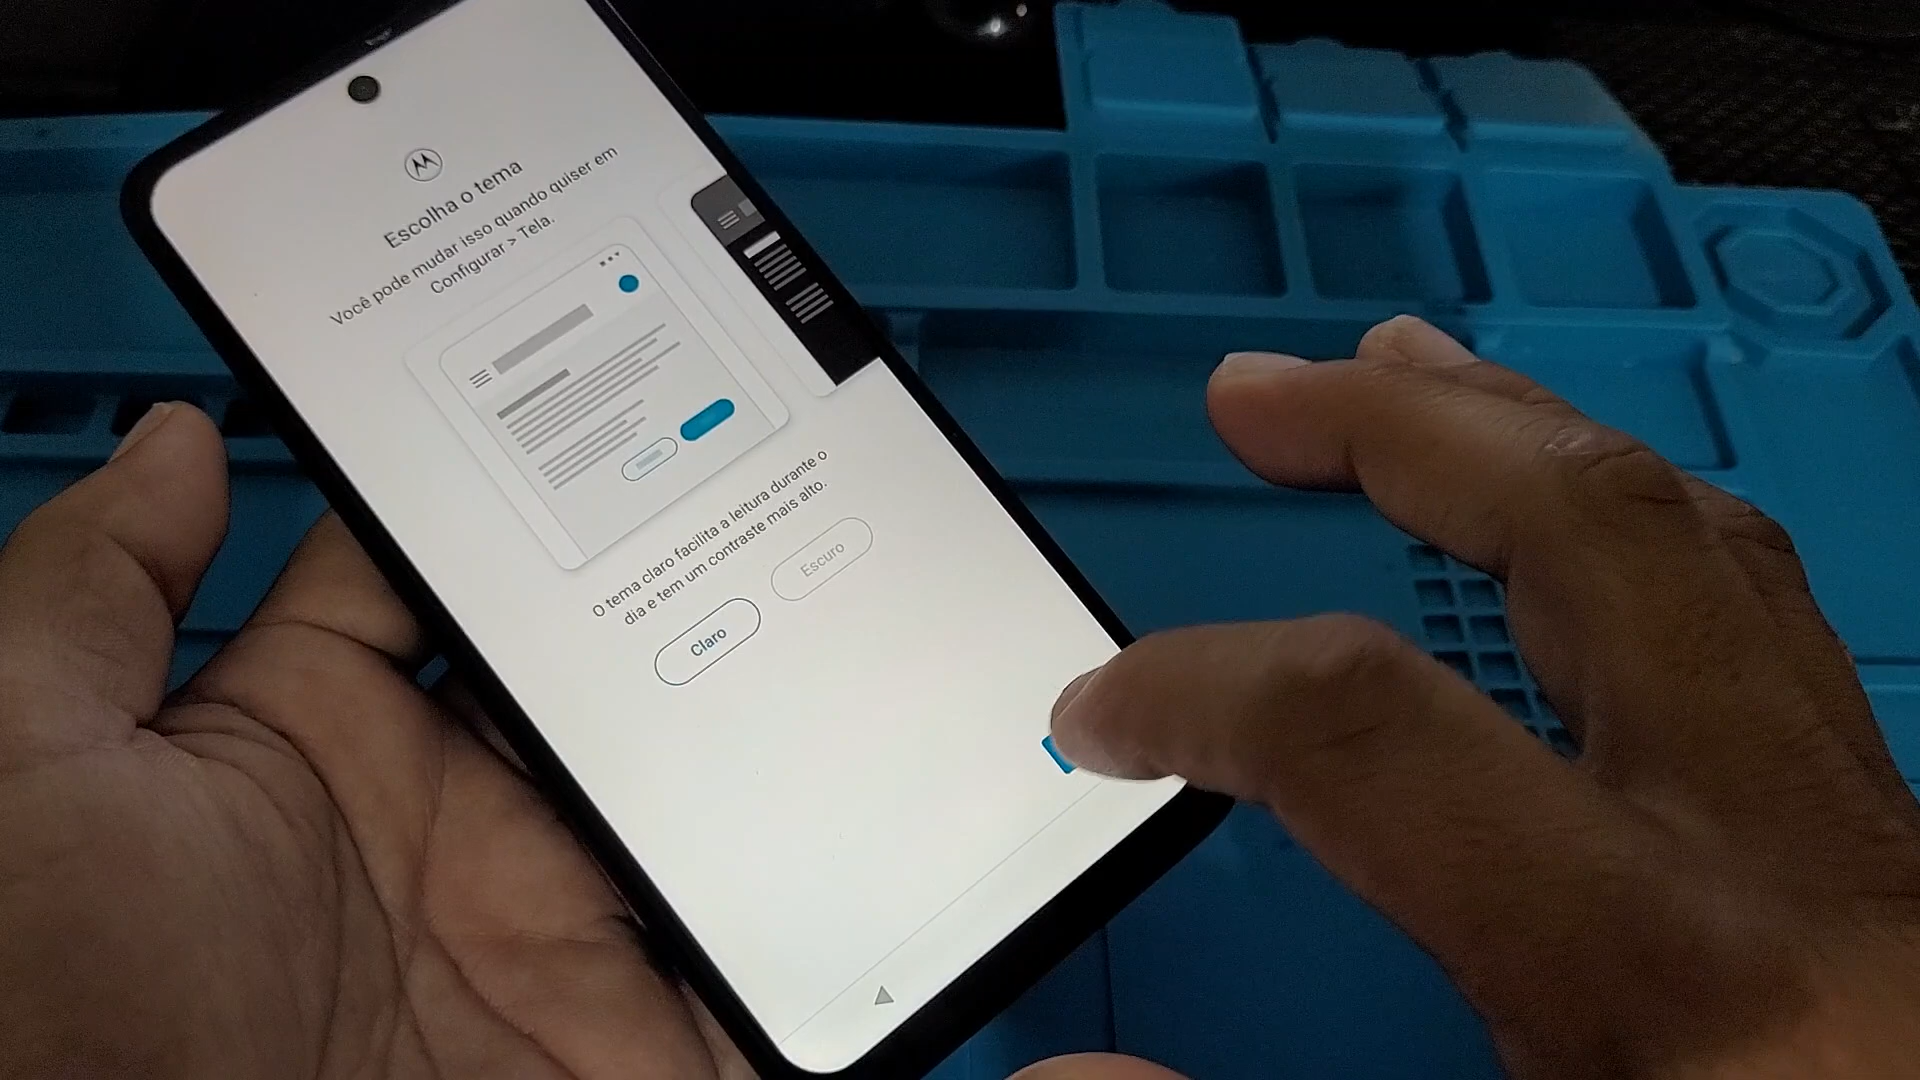 Escolha o tema
Você pode mudar isso quando quiser em
Configurar > Tela.
O tema claro facilita a leitura durante o
dia e tem um contraste mais alto.
Claro
Escuro